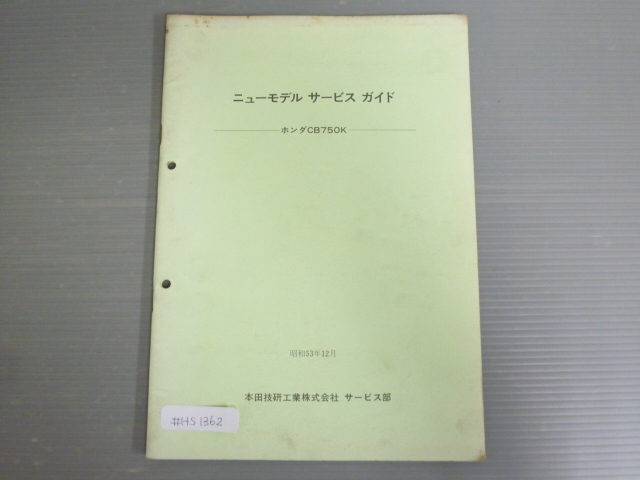 ニューモデル サービス ガイド
ホンダCB750K
昭和53年12月
本田技研工業株式会社 サービス部
#HS1362